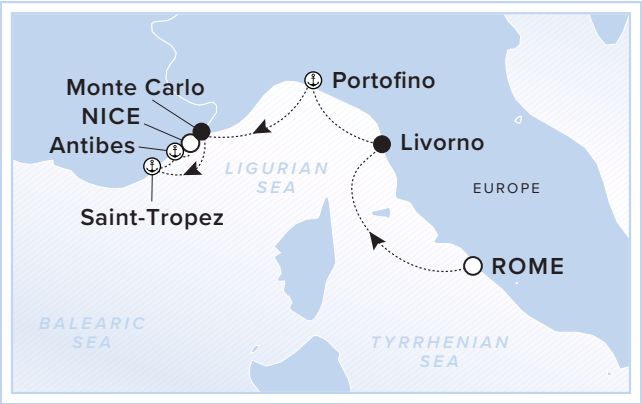 Monte Carlo
Portofino
NICE
Antibes
Livorno
LIGURIAN
SEA
EUROPE
Saint-Tropez
ROME
BALEARIC
SEA
TYRRHENIAN
SEA